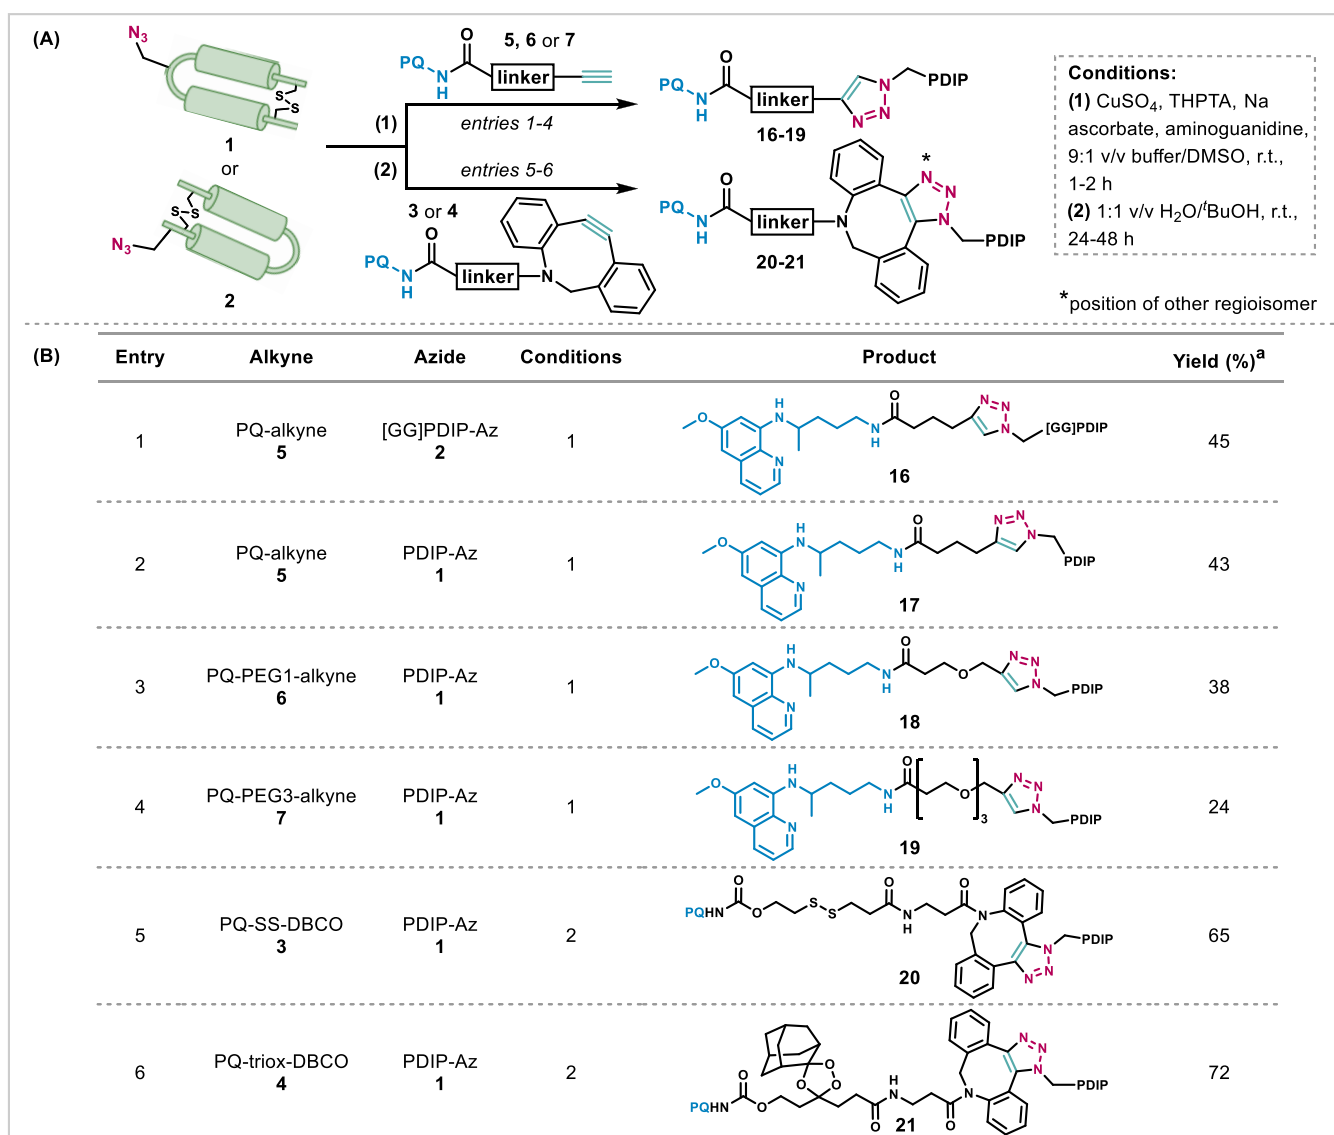 (A)
N3
S
S
1
or
S
S
N3
2
5, 6 or 7
O
PQ
N
H
linker
(1)
entries 1-4
(2)
entries 5-6
3 or 4
O
PQ
N
H
linker
N
O
PQ
N
H
linker
N
N
N
PDIP
16-19
O
PQ
N
H
linker
N
*
N
N
N
PDIP
20-21
Conditions:
(1) CuSO4, THPTA, Na
ascorbate, aminoguanidine,
9:1 v/v buffer/DMSO, r.t.,
1-2 h
(2) 1:1 v/v H2O/tBuOH, r.t.,
24-48 h
*position of other regioisomer
(B)
Entry Alkyne Azide Conditions Product Yield (%)a
1
PQ-alkyne
5
[GG]PDIP-Az
2
1
O
H
N
N
N
H
O
N
N
N
[GG]PDIP
16
45
2
PQ-alkyne
5
PDIP-Az
1
1
O
H
N
N
N
H
O
N
N
N
PDIP
17
43
3
PQ-PEG1-alkyne
6
PDIP-Az
1
1
O
H
N
N
N
H
O
O
N
N
N
PDIP
18
38
4
PQ-PEG3-alkyne
7
PDIP-Az
1
1
O
H
N
N
N
H
O
O
3
N
N
N
PDIP
19
24
5
PQ-SS-DBCO
3
PDIP-Az
1
2
PQHN
O
O
S
S
O
N
H
O
N
N
N
N
PDIP
20
65
6
PQ-triox-DBCO
4
PDIP-Az
1
2
PQHN
O
O
O
O
O
O
H
N
O
N
N
N
N
PDIP
21
72